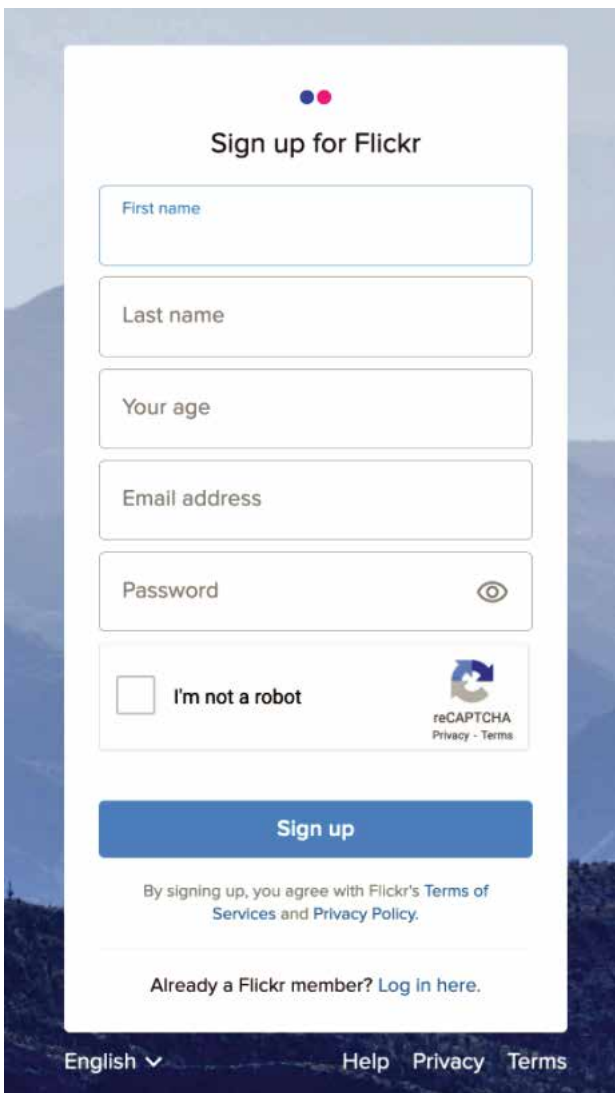 Sign up for Flickr
First name
Last name
Your age
Email address
Password
I'm not a robot
reCAPTCHA
Privacy - Terms
Sign up
By signing up, you agree with Flickr's Terms of
Services and Privacy Policy.
Already a Flickr member? Log in here.
English
Help Privacy Terms